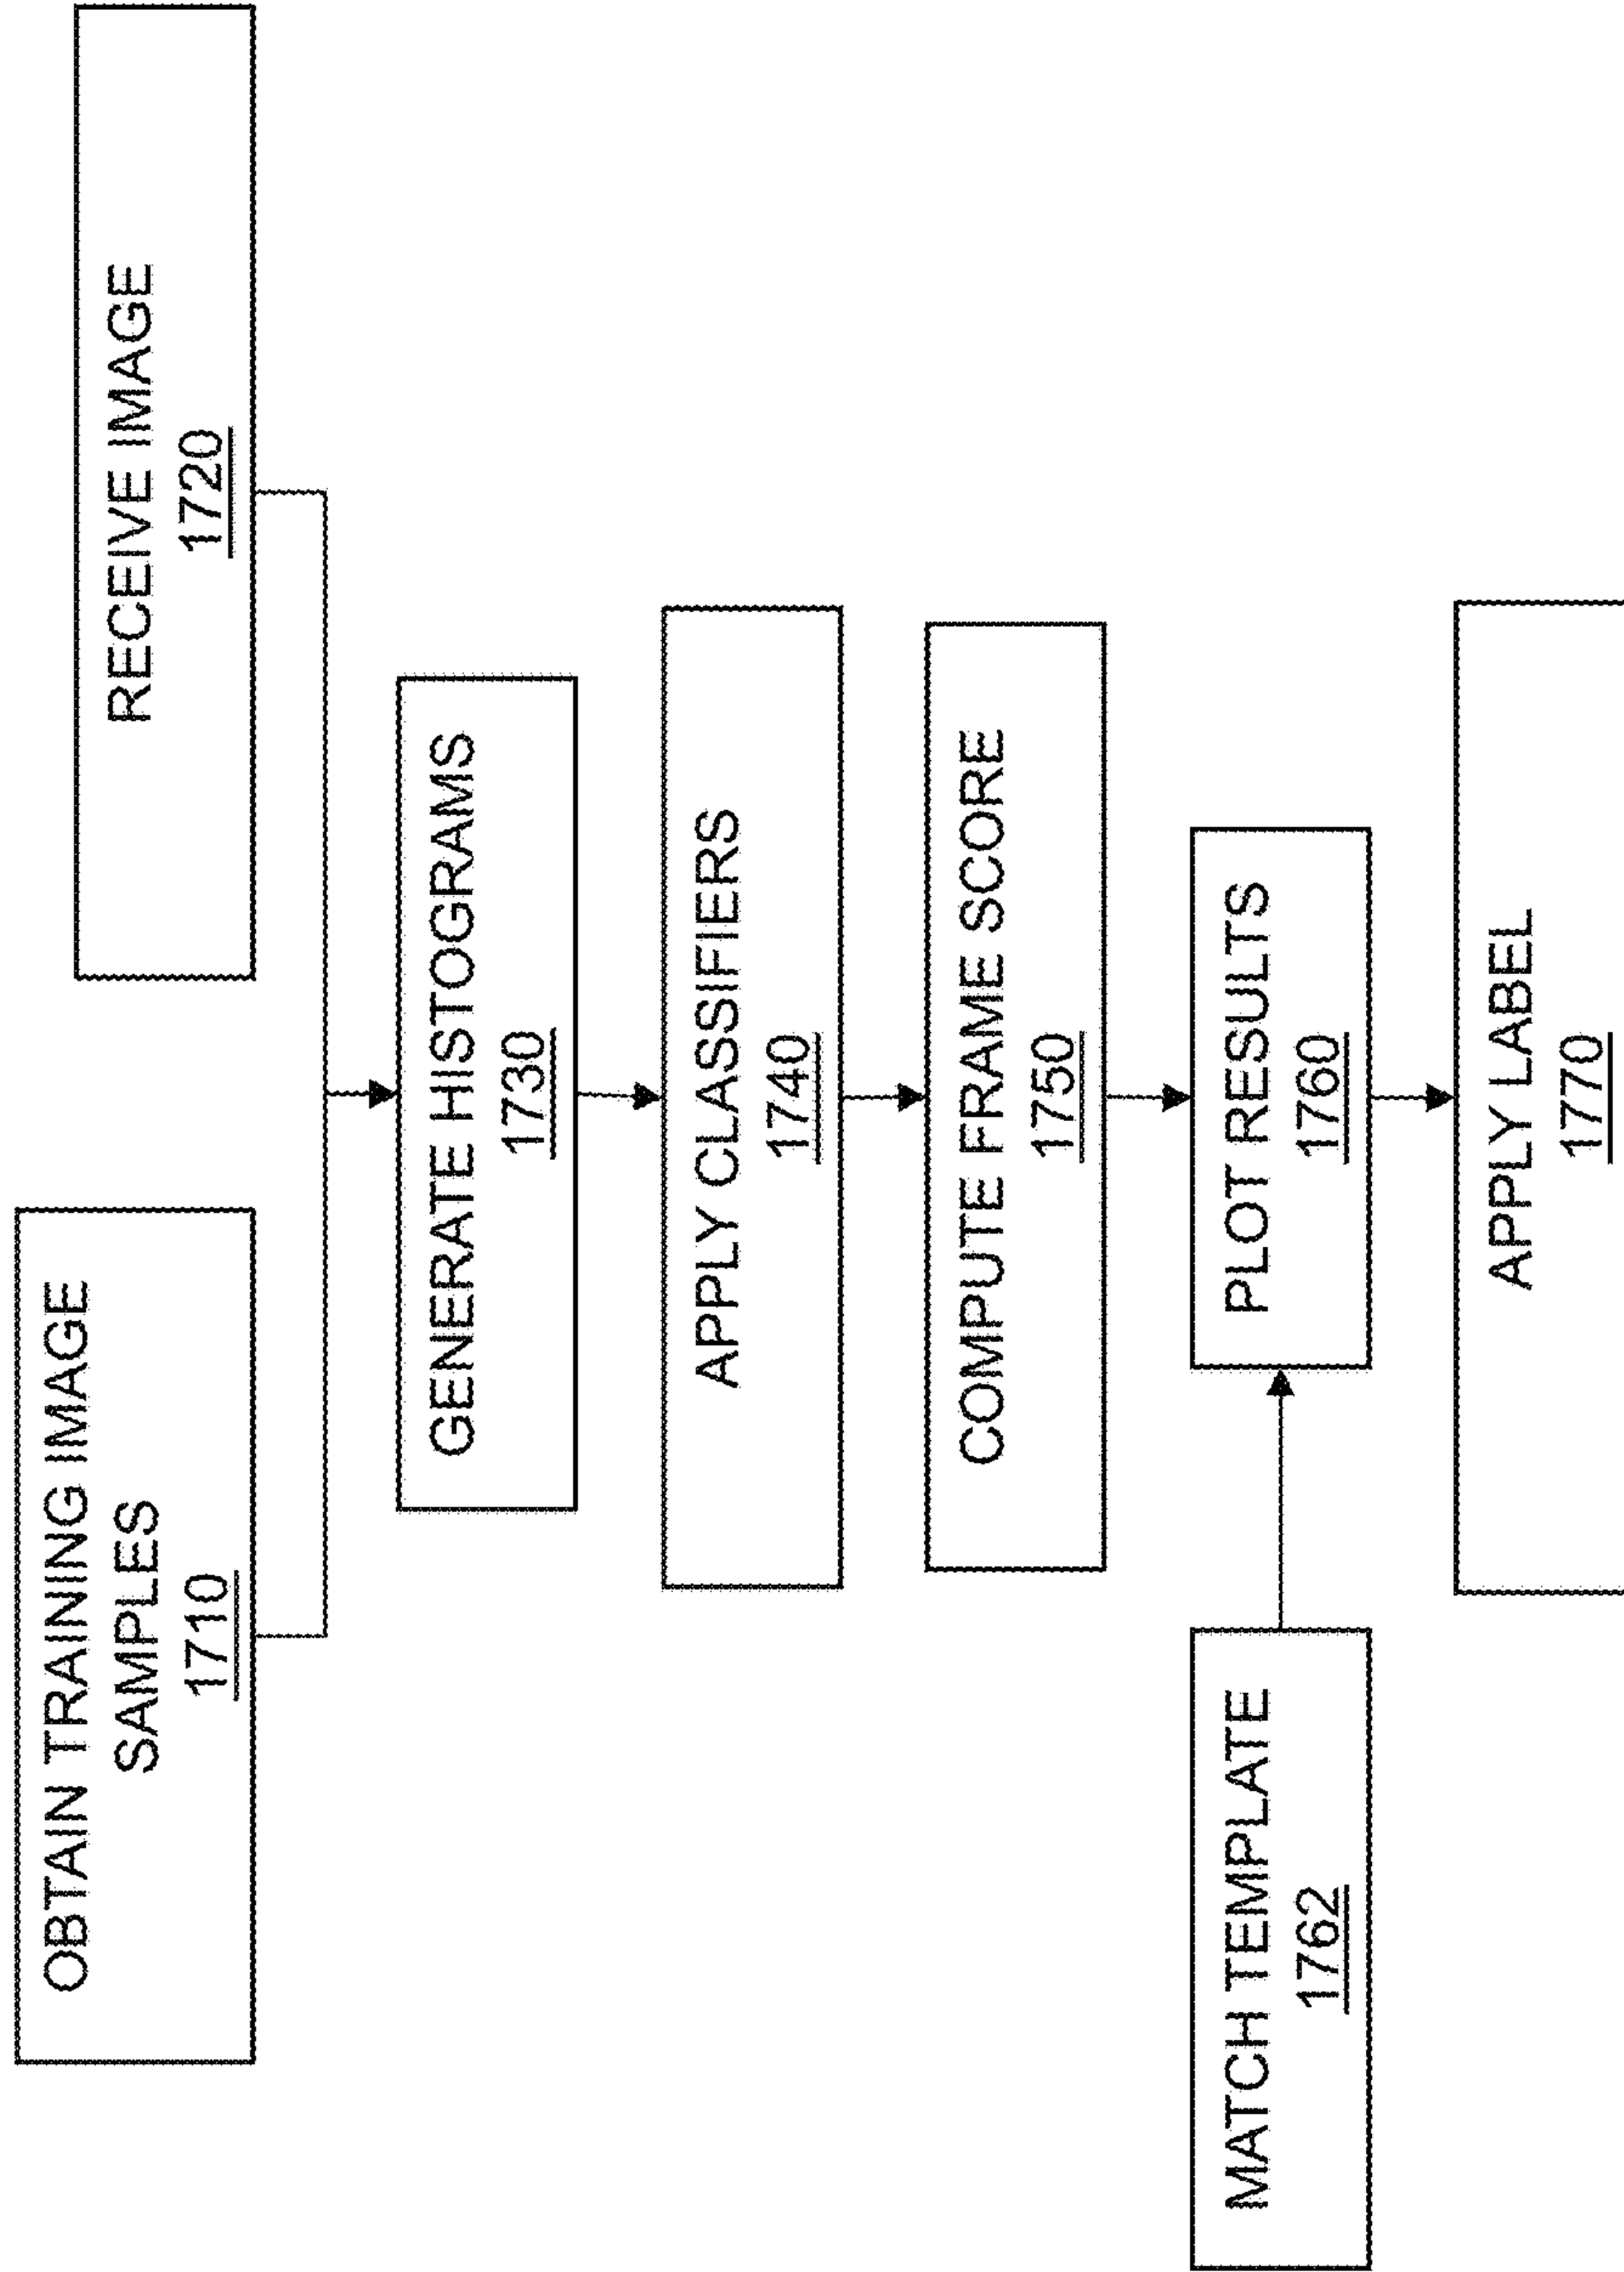 OBTAIN TRAINING IMAGE
SAMPLES
1710
RECEIVE IMAGE
1720
GENERATE HISTOGRAMS
1730
APPLY CLASSIFIERS
1740
COMPUTE FRAME SCORE
1750
MATCH TEMPLATE
1762
PLOT RESULTS
1760
APPLY LABEL
1770